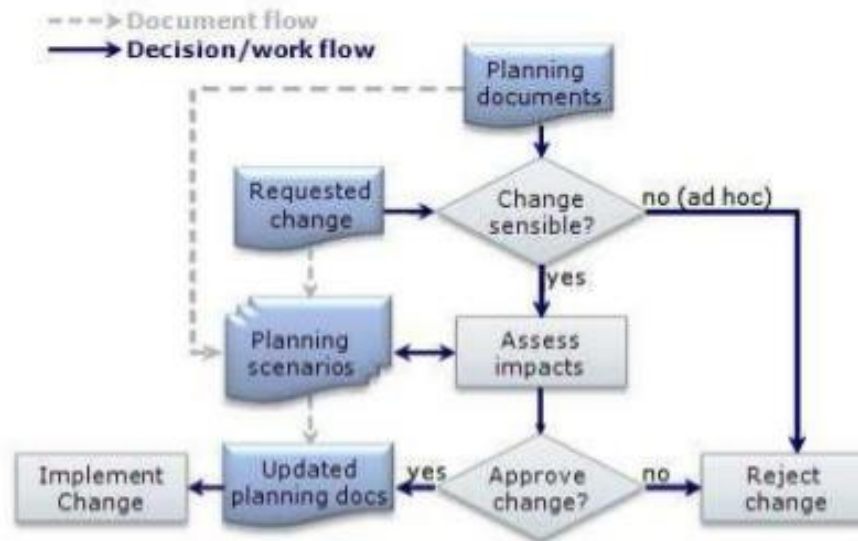 Document flow
Decision/work flow
Planning
documents
Requested
change
Change
sensible?
no (ad hoc)
yes
Planning
scenarios
Assess
impacts
Implement
Change
Updated
planning docs
yes
Approve
change?
no
Reject
change